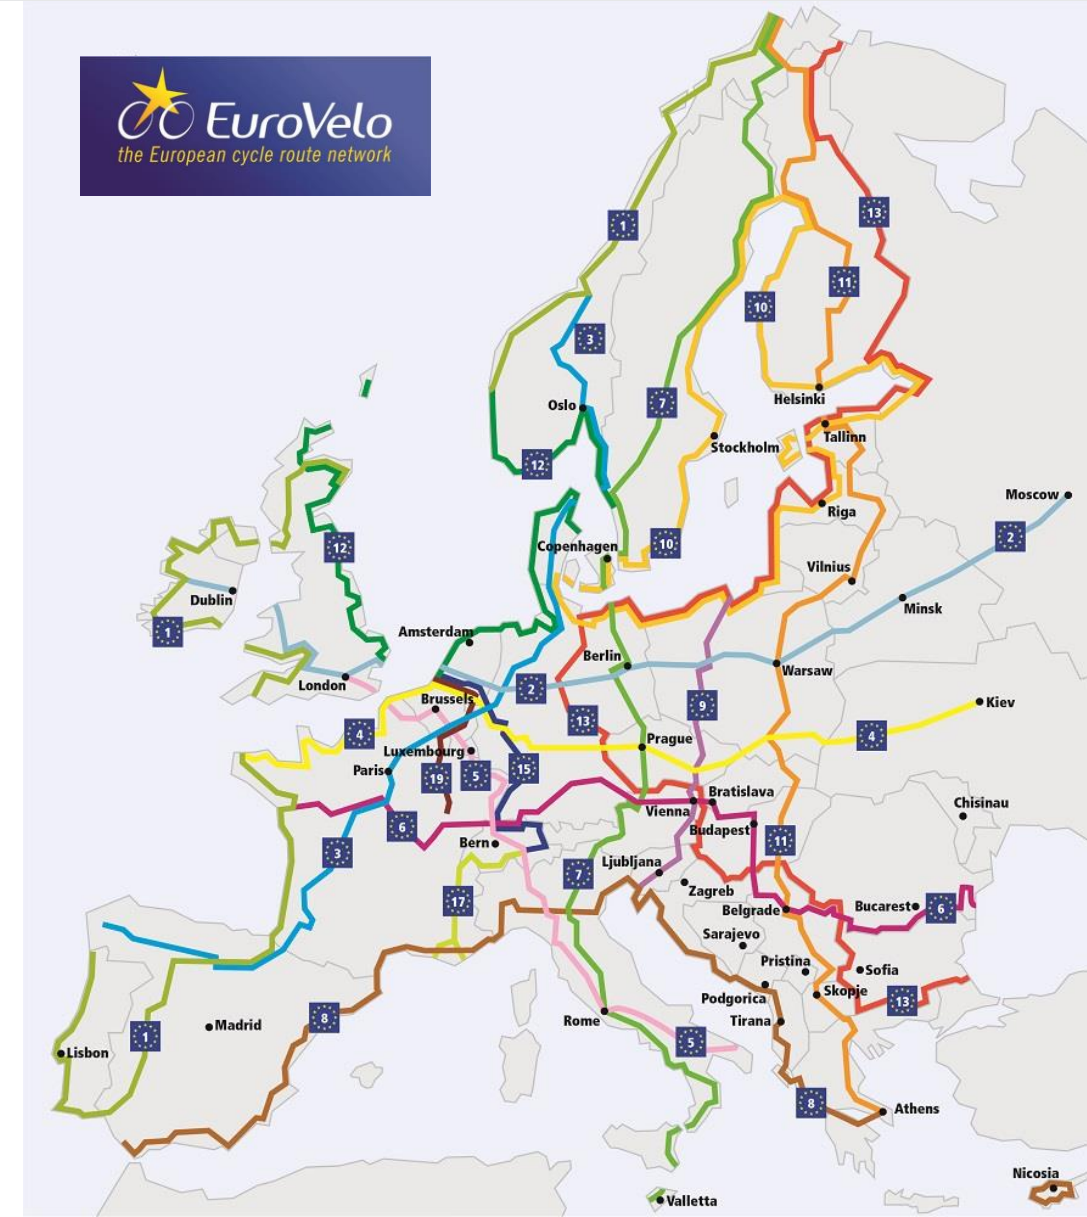 EuroVelo
the European cycle route network
1
13
11
10
3
7
Helsinki
Oslo
Tallinn
Stockholm
12
Moscow
Riga
10
2
Copenhagen
12
Vilnius
Dublin
Minsk
1
Amsterdam
Berlin
Warsaw
London
2
Brussels
9
Kiev
13
4
4
Prague
Luxembourg
Paris
19
5
15
Bratislava
Vienna
Chisinau
6
Budapest
11
Bern
3
Ljubljana
7
Zagreb
17
Belgrade
Bucarest
6
Sarajevo
Pristina
Sofia
Podgorica
Skopje
13
8
Rome
Tirana
Madrid
1
5
Lisbon
8
Athens
Nicosia
Valletta